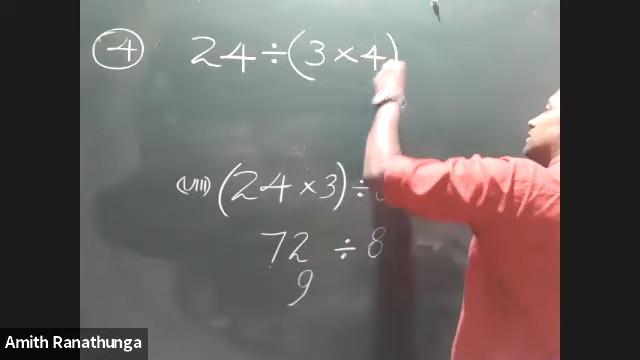 4 24 ÷ (3 × 4)
(VIII) (24 × 3) ÷
72 ÷ 8
9
Amith Ranathunga